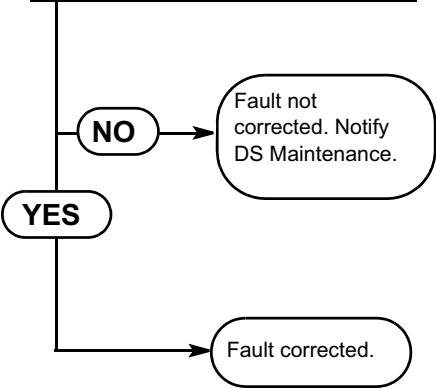 NO
Fault not
corrected. Notify
DS Maintenance.
YES
Fault corrected.